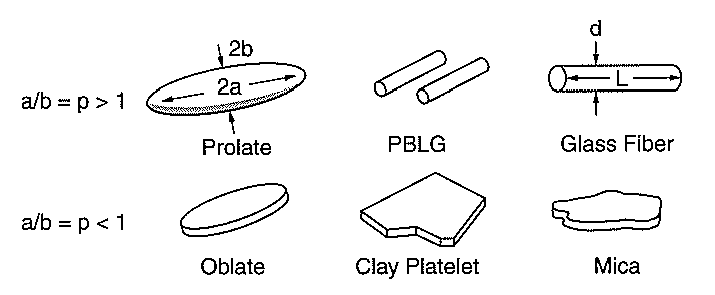 2b
d
2a
L
a/b = p > 1
Prolate
PBLG
Glass Fiber
a/b = p < 1
Oblate
Clay Platelet
Mica